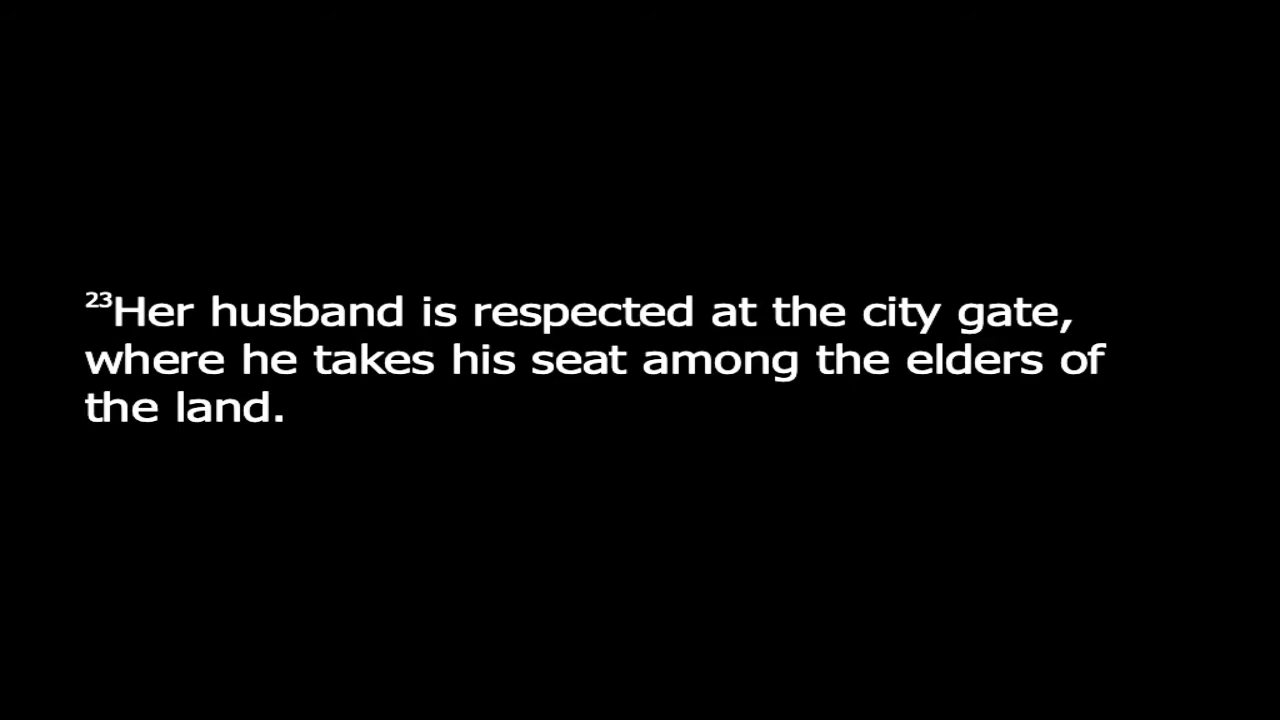 ²³Her husband is respected at the city gate,
where he takes his seat among the elders of
the land.